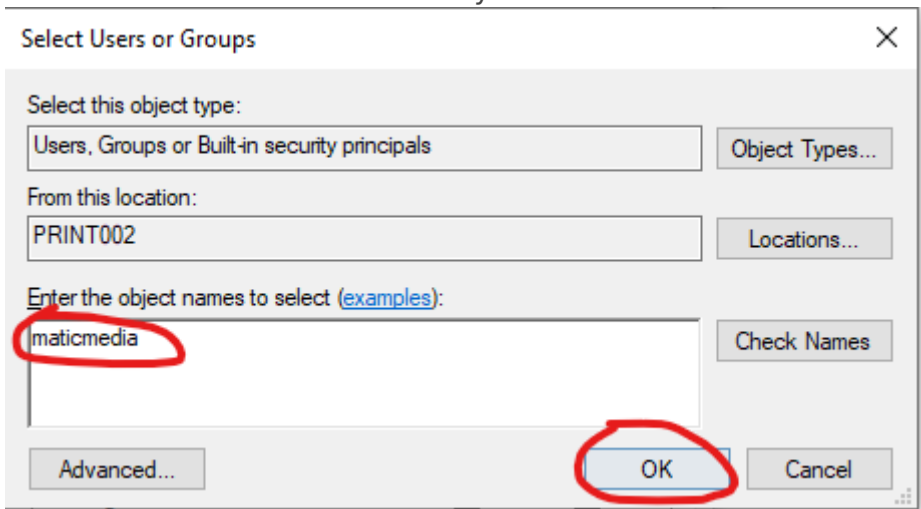 Select Users or Groups
Select this object type:
Users, Groups or Built-in security principals
Object Types...
From this location:
PRINT002
Locations...
Enter the object names to select (examples):
maticmedia
Check Names
Advanced...
OK
Cancel